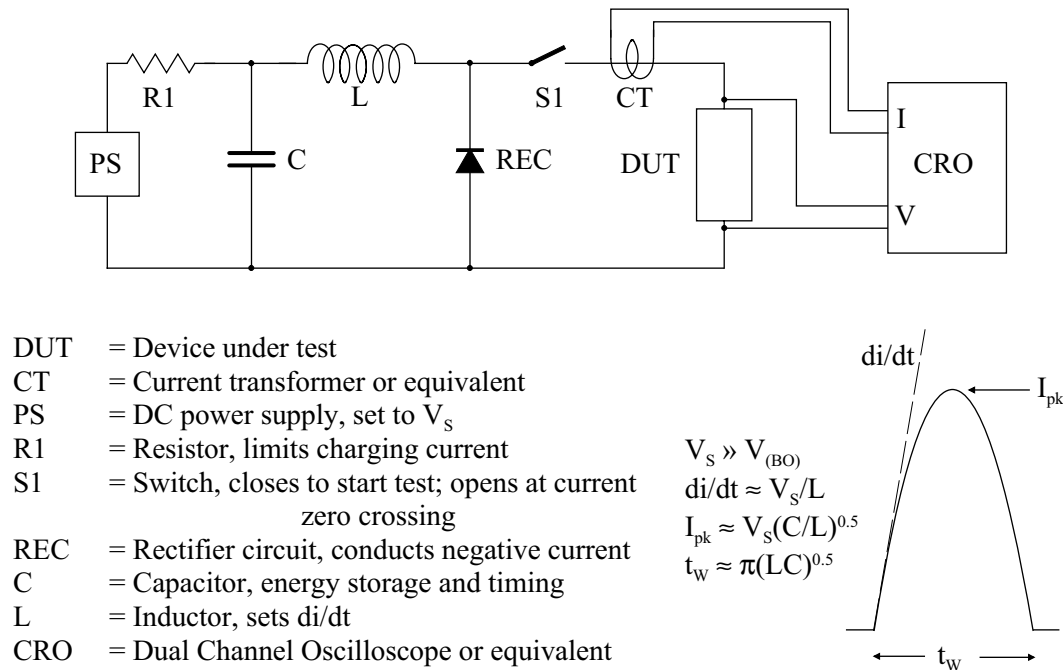 R1
L
S1
CT
I
PS
C
REC
DUT
CRO
V
DUT = Device under test
CT = Current transformer or equivalent
PS = DC power supply, set to V_S
R1 = Resistor, limits charging current
S1 = Switch, closes to start test; opens at current
zero crossing
REC = Rectifier circuit, conducts negative current
C = Capacitor, energy storage and timing
L = Inductor, sets di/dt
CRO = Dual Channel Oscilloscope or equivalent
V_S » V_(BO)
di/dt ≈ V_S/L
I_pk ≈ V_S(C/L)^0.5
t_W ≈ π(LC)^0.5
di/dt
I_pk
t_W